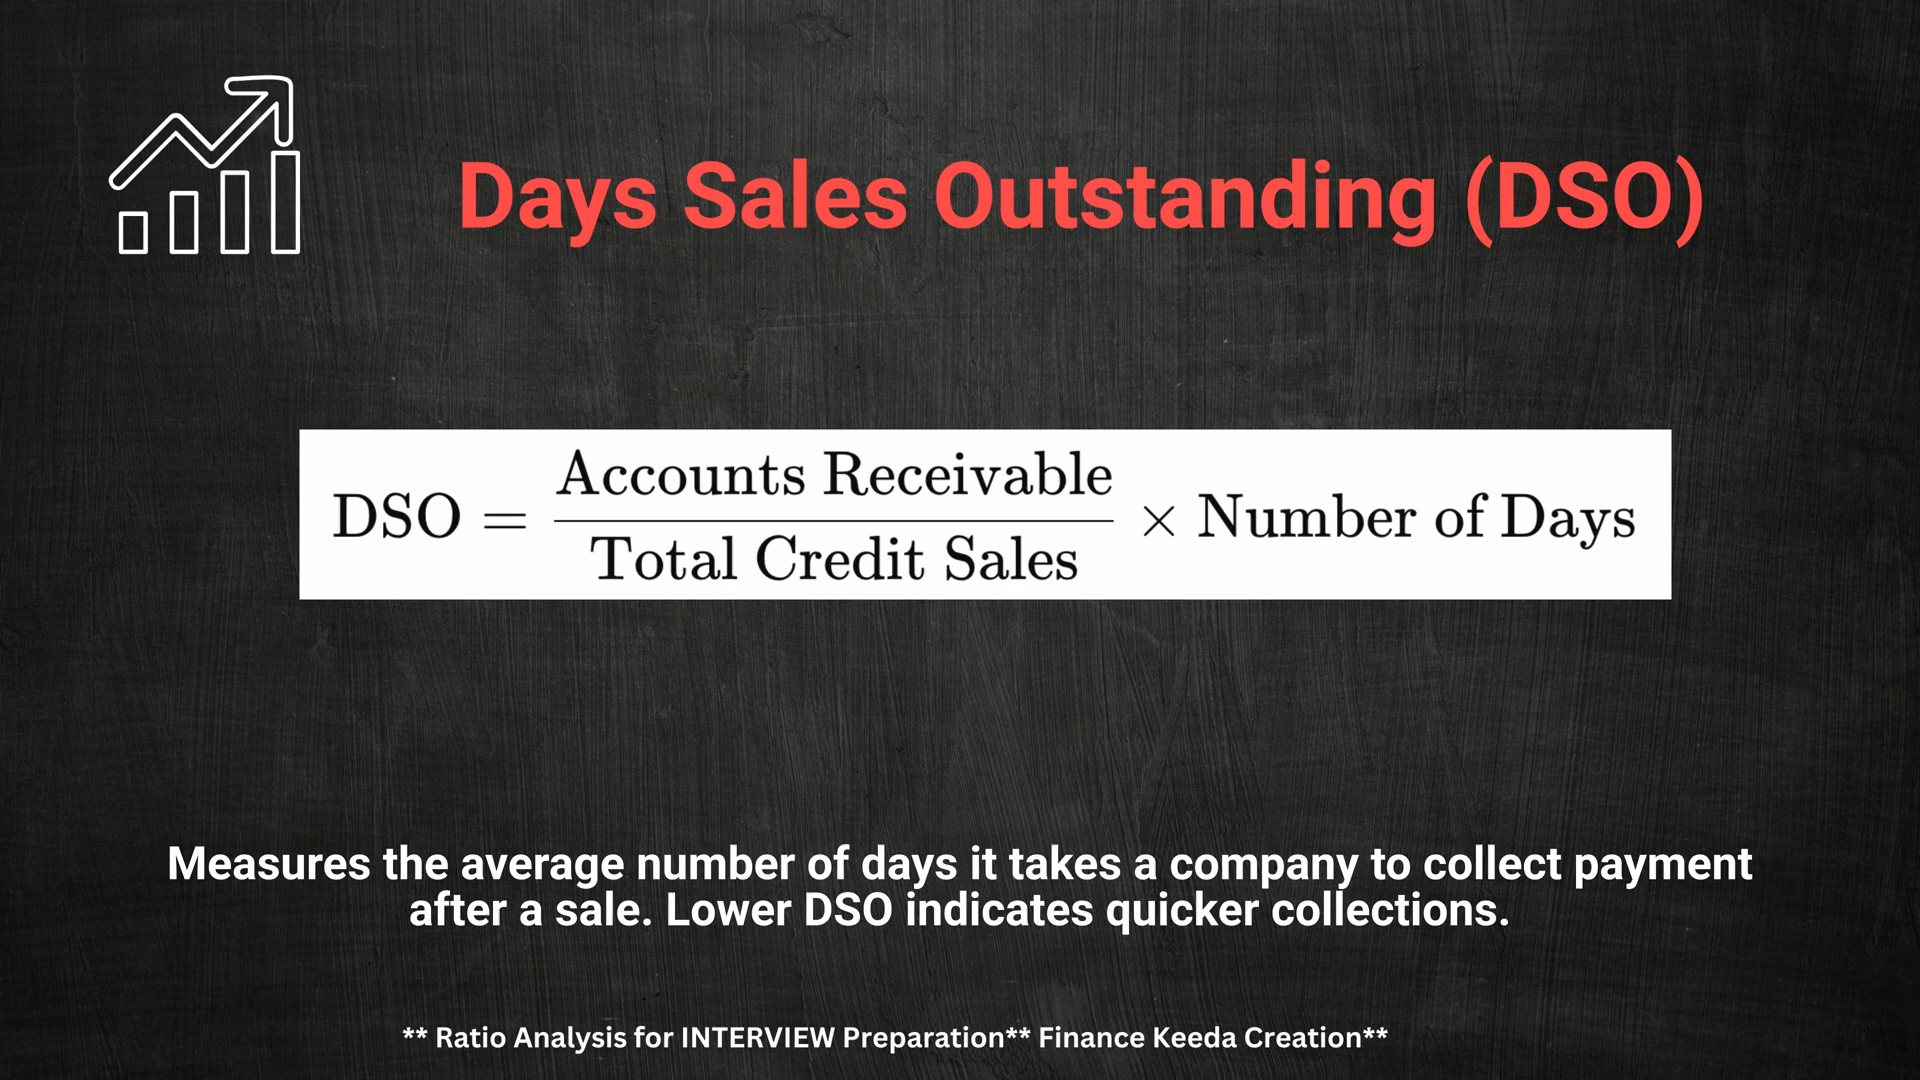 Days Sales Outstanding (DSO)
DSO = Accounts Receivable / Total Credit Sales × Number of Days
Measures the average number of days it takes a company to collect payment
after a sale. Lower DSO indicates quicker collections.
** Ratio Analysis for INTERVIEW Preparation** Finance Keeda Creation**